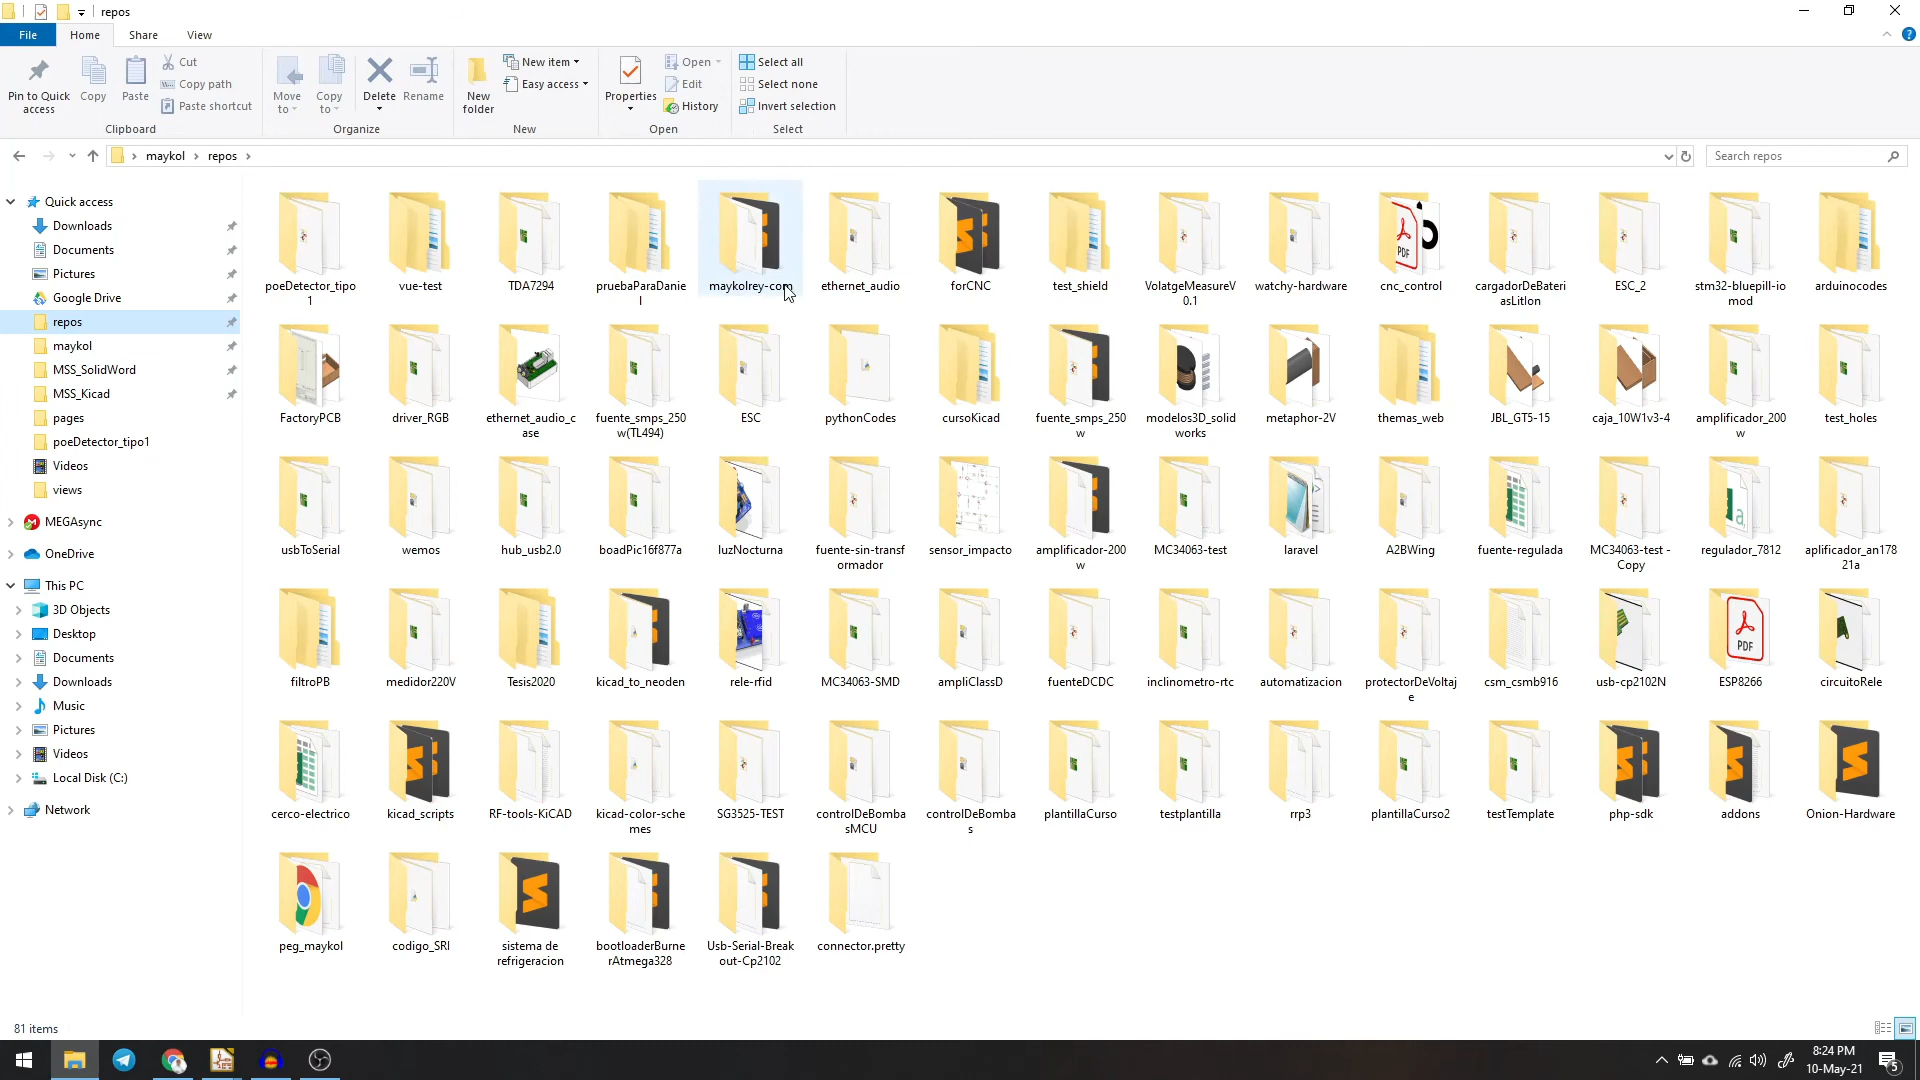 repos
File
Home
Share
View
Pin to Quick
access
Copy
Paste
Cut
Copy path
Paste shortcut
Clipboard
Move
to
Copy
to
Delete
Rename
Organize
New
folder
New item
Easy access
New
Properties
Open
Edit
History
Open
Select all
Select none
Invert selection
Select
maykol
repos
Search repos
Quick access
Downloads
Documents
Pictures
Google Drive
repos
maykol
MSS_SolidWord
MSS_Kicad
pages
poeDetector_tipo1
Videos
views
MEGAsync
OneDrive
This PC
3D Objects
Desktop
Documents
Downloads
Music
Pictures
Videos
Local Disk (C:)
Network
poeDetector_tipo
1
vue-test
TDA7294
pruebaParaDanie
l
maykolrey-com
ethernet_audio
forCNC
test_shield
VolatgeMeasureV
0.1
watchy-hardware
PDF
cnc_control
cargadorDeBateri
asLitIon
ESC_2
stm32-bluepill-io
mod
arduinocodes
FactoryPCB
driver_RGB
ethernet_audio_c
ase
fuente_smps_250
w(TL494)
ESC
pythonCodes
cursoKicad
fuente_smps_250
w
modelos3D_solid
works
metaphor-2V
themas_web
JBL_GT5-15
caja_10W1v3-4
amplificador_200
w
test_holes
usbToSerial
wemos
hub_usb2.0
boadPic16f877a
luzNocturna
fuente-sin-transf
ormador
sensor_impacto
amplificador-200
w
MC34063-test
laravel
A2BWing
fuente-regulada
MC34063-test -
Copy
regulador_7812
aplificador_an178
21a
filtroPB
medidor220V
Tesis2020
kicad_to_neoden
rele-rfid
MC34063-SMD
ampliClassD
fuenteDCDC
inclinometro-rtc
automatizacion
protectorDeVoltaj
e
csm_csmb916
usb-cp2102N
PDF
ESP8266
circuitoRele
cerco-electrico
kicad_scripts
RF-tools-KiCAD
kicad-color-sche
mes
SG3525-TEST
controlDeBomba
sMCU
controlDeBomba
s
plantillaCurso
testplantilla
rrp3
plantillaCurso2
testTemplate
php-sdk
addons
Onion-Hardware
peg_maykol
codigo_SRI
sistema de
refrigeracion
bootloaderBurne
rAtmega328
Usb-Serial-Break
out-Cp2102
connector.pretty
81 items
8:24 PM
10-May-21
5